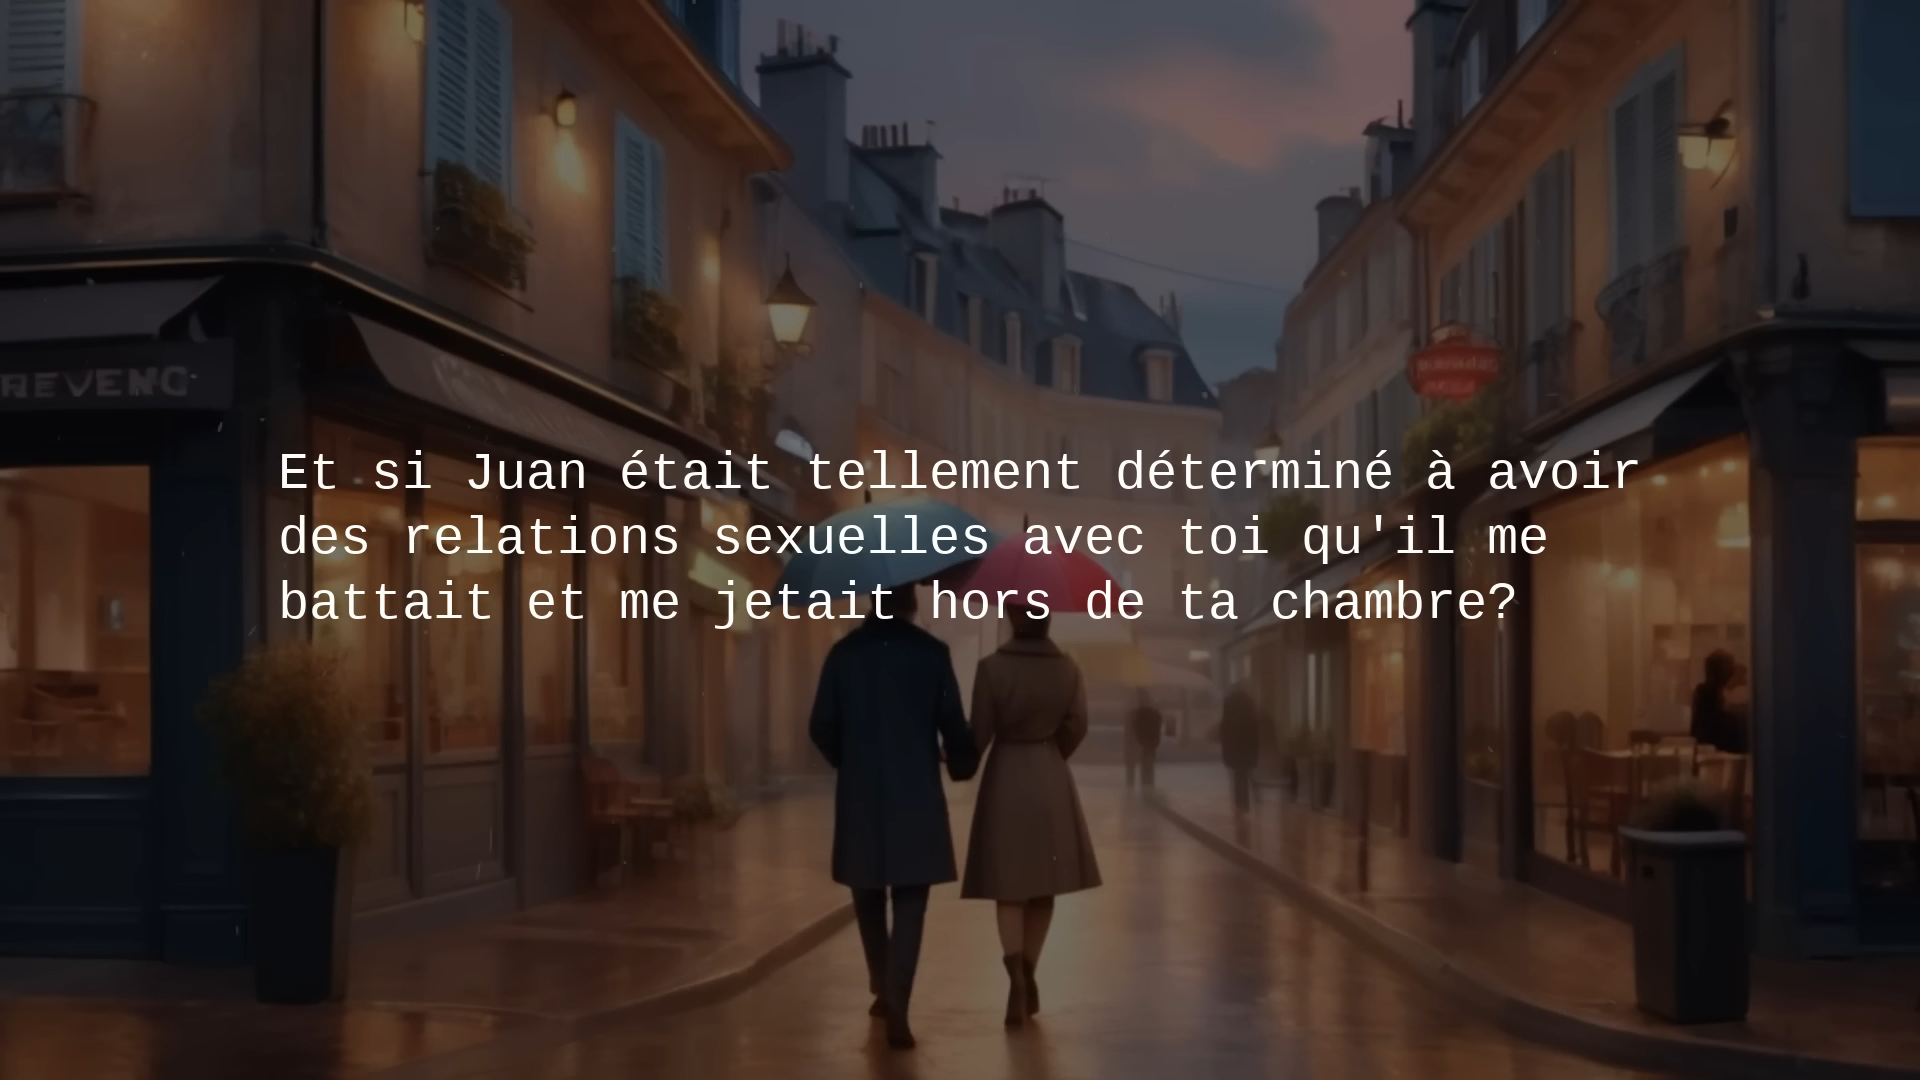 REVENC
Et si Juan était tellement déterminé à avoir
des relations sexuelles avec toi qu'il me
battait et me jetait hors de ta chambre?